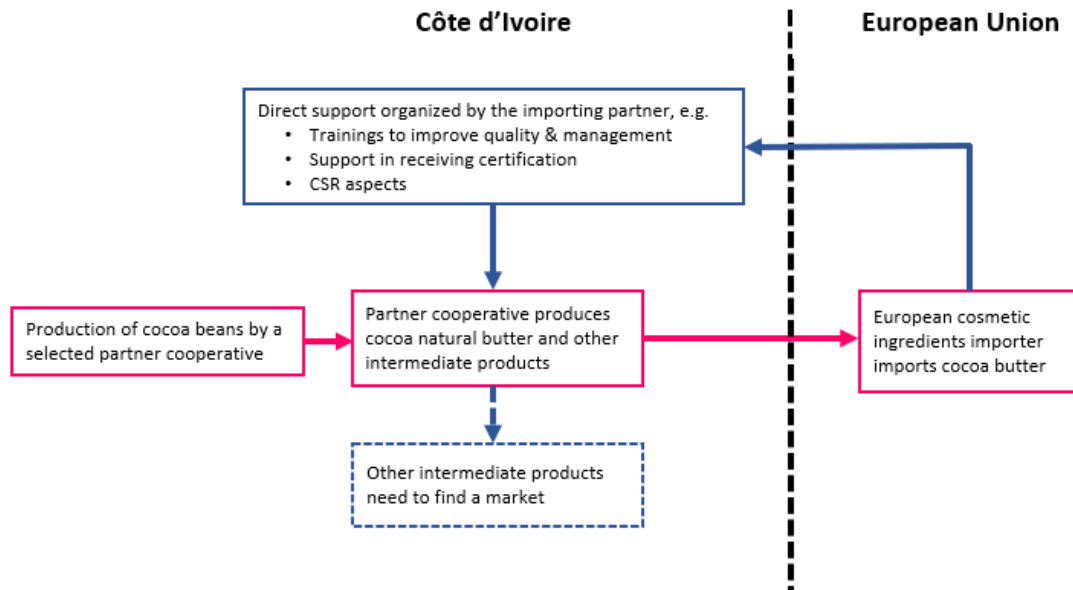 Côte d’Ivoire
European Union
Direct support organized by the importing partner, e.g.
• Trainings to improve quality & management
• Support in receiving certification
• CSR aspects
Production of cocoa beans by a
selected partner cooperative
Partner cooperative produces
cocoa natural butter and other
intermediate products
European cosmetic
ingredients importer
imports cocoa butter
Other intermediate products
need to find a market